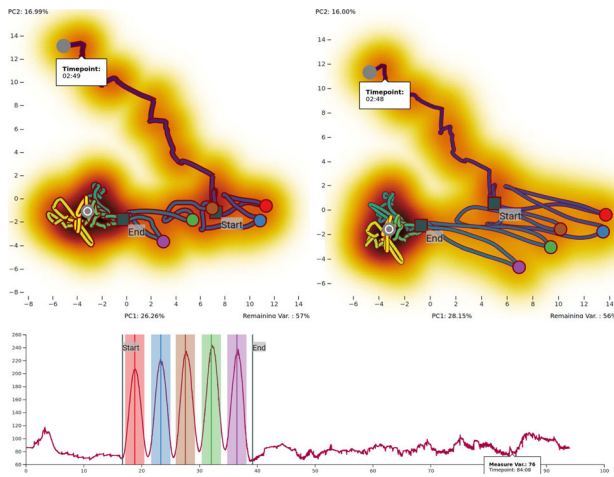 PC2: 16.99%
14
12
10
8
6
4
2
0
−2
−4
−6
−8
Timepoint:
02:49
End
Start
−8 −6 −4 −2 0 2 4 6 8 10 12 14
PC1: 26.26%
Remaining Var. : 57%
PC2: 16.00%
14
12
10
8
6
4
2
0
−2
−4
−6
Timepoint:
02:48
Start
End
−8 −6 −4 −2 0 2 4 6 8 10 12 14
PC1: 28.15%
Remaining Var. : 56%
260
240
220
200
180
160
140
120
100
80
60
Start
End
0 10 20 30 40 50 60 70 80 90 100
Measure Var.: 76
Timepoint: 84:08